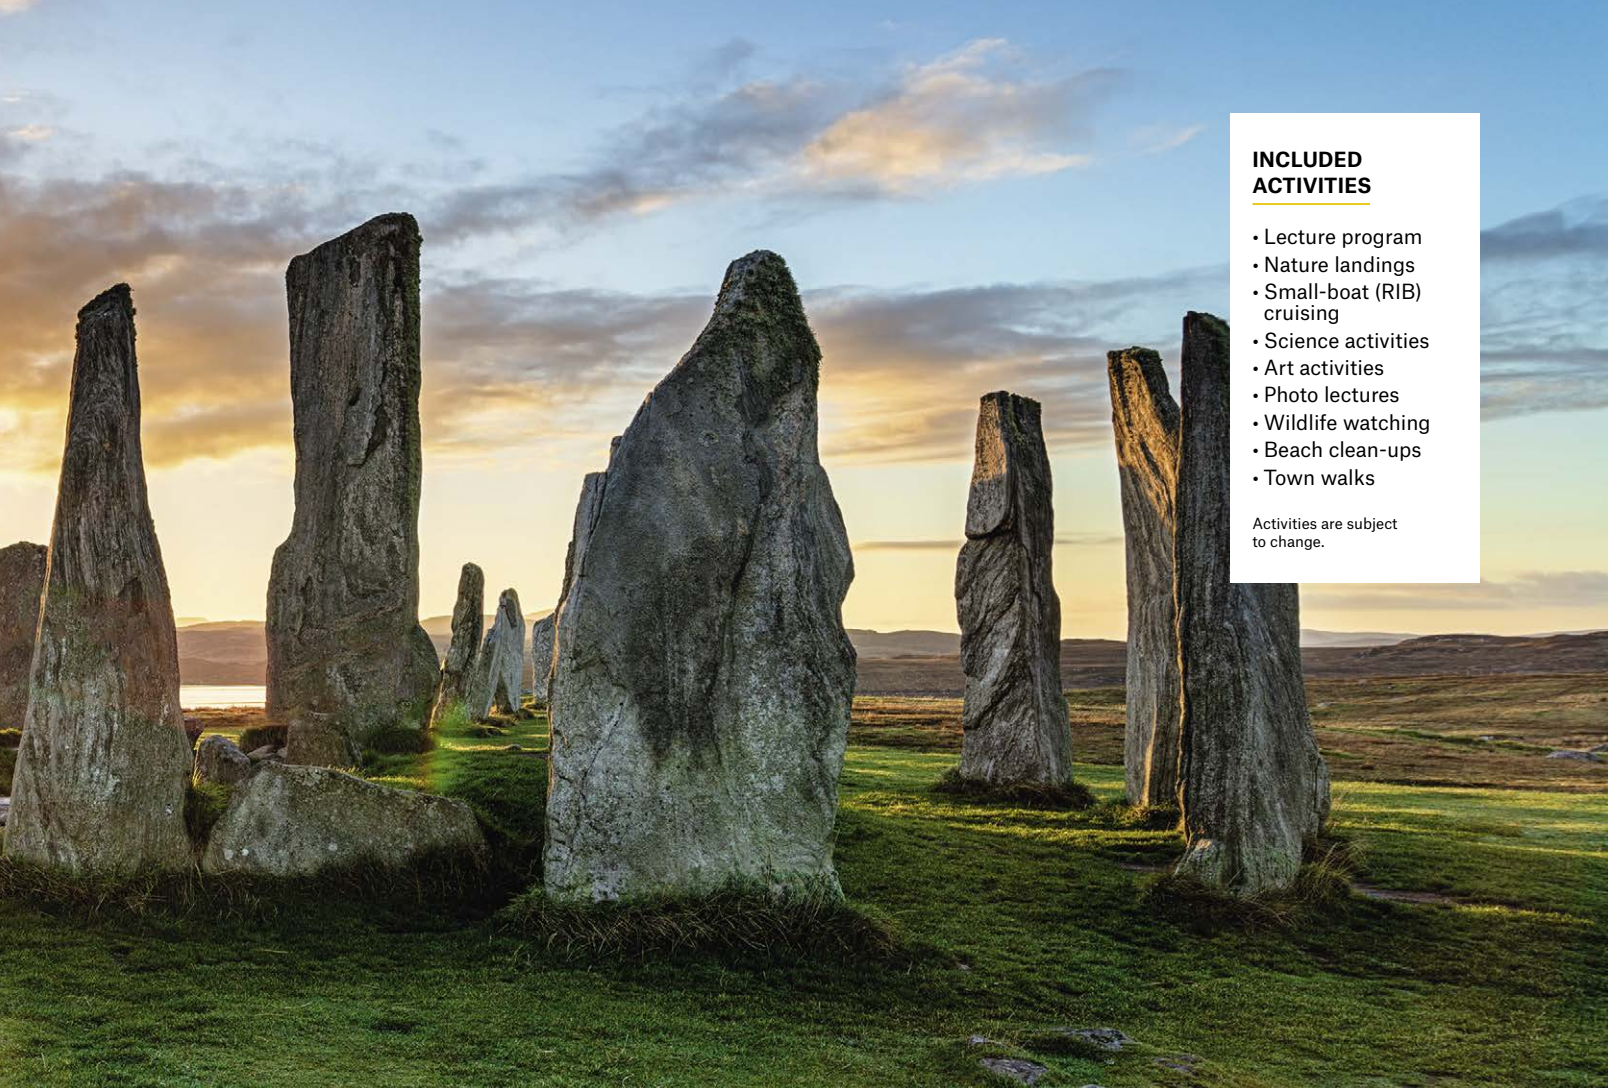 INCLUDED
ACTIVITIES
• Lecture program
• Nature landings
• Small-boat (RIB)
cruising
• Science activities
• Art activities
• Photo lectures
• Wildlife watching
• Beach clean-ups
• Town walks
Activities are subject
to change.